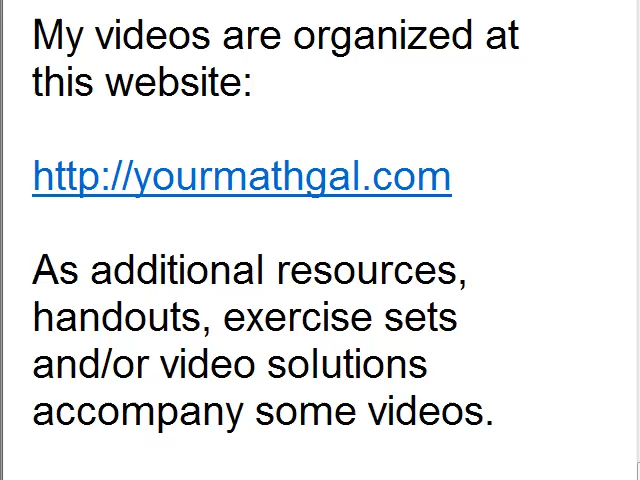 My videos are organized at
this website:
http://yourmathgal.com
As additional resources,
handouts, exercise sets
and/or video solutions
accompany some videos.